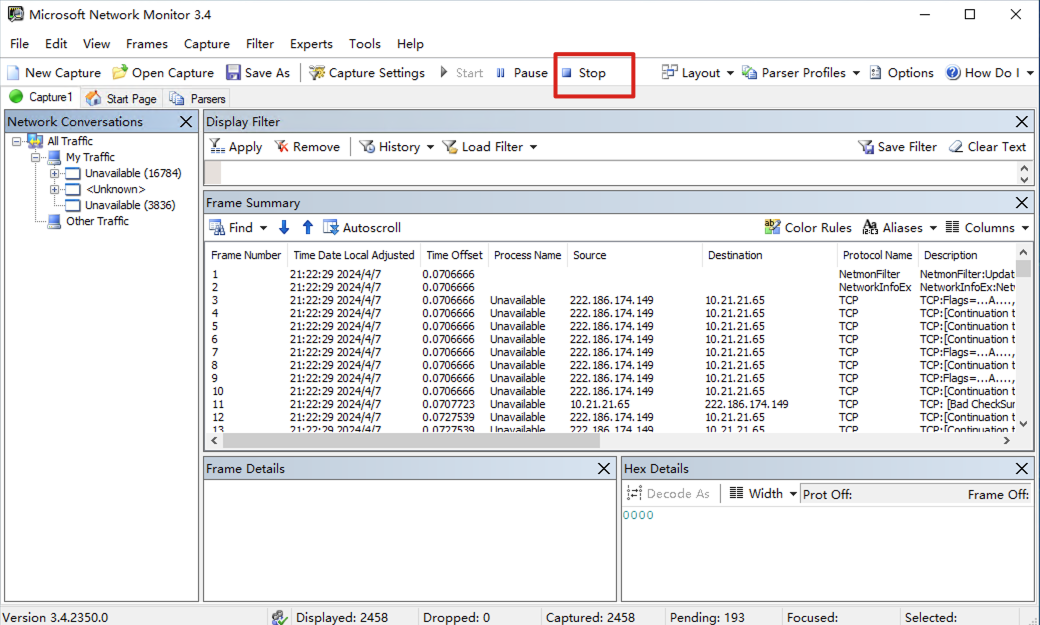 Microsoft Network Monitor 3.4
File Edit View Frames Capture Filter Experts Tools Help
New Capture Open Capture Save As Capture Settings Start Pause Stop Layout Parser Profiles Options How Do I
Capture1 Start Page Parsers
Network Conversations
All Traffic
My Traffic
Unavailable (16784)
<Unknown>
Unavailable (3836)
Other Traffic
Display Filter
Apply Remove History Load Filter Save Filter Clear Text
Frame Summary
Find Autoscroll Color Rules Aliases Columns
Frame Number Time Date Local Adjusted Time Offset Process Name Source Destination Protocol Name Description
1 21:22:29 2024/4/7 0.0706666 NetmonFilter NetmonFilter:Updat
2 21:22:29 2024/4/7 0.0706666 NetworkInfoEx NetworkInfoEx:Net
3 21:22:29 2024/4/7 0.0706666 Unavailable 222.186.174.149 10.21.21.65 TCP TCP:Flags=...A....,
4 21:22:29 2024/4/7 0.0706666 Unavailable 222.186.174.149 10.21.21.65 TCP TCP:[Continuation t
5 21:22:29 2024/4/7 0.0706666 Unavailable 222.186.174.149 10.21.21.65 TCP TCP:[Continuation t
6 21:22:29 2024/4/7 0.0706666 Unavailable 222.186.174.149 10.21.21.65 TCP TCP:[Continuation t
7 21:22:29 2024/4/7 0.0706666 Unavailable 222.186.174.149 10.21.21.65 TCP TCP:Flags=...A....,
8 21:22:29 2024/4/7 0.0706666 Unavailable 222.186.174.149 10.21.21.65 TCP TCP:[Continuation t
9 21:22:29 2024/4/7 0.0706666 Unavailable 222.186.174.149 10.21.21.65 TCP TCP:Flags=...A....,
10 21:22:29 2024/4/7 0.0706666 Unavailable 222.186.174.149 10.21.21.65 TCP TCP:[Continuation t
11 21:22:29 2024/4/7 0.0707723 Unavailable 10.21.21.65 222.186.174.149 TCP TCP: [Bad CheckSur
12 21:22:29 2024/4/7 0.0727539 Unavailable 222.186.174.149 10.21.21.65 TCP TCP:[Continuation t
13 21:22:29 2024/4/7 0.0727539 Unavailable 222.186.174.149 10.21.21.65 TCP TCP:[Continuation t
Frame Details
Hex Details
Decode As Width Prot Off: Frame Off:
0000
Version 3.4.2350.0 Displayed: 2458 Dropped: 0 Captured: 2458 Pending: 193 Focused: Selected: